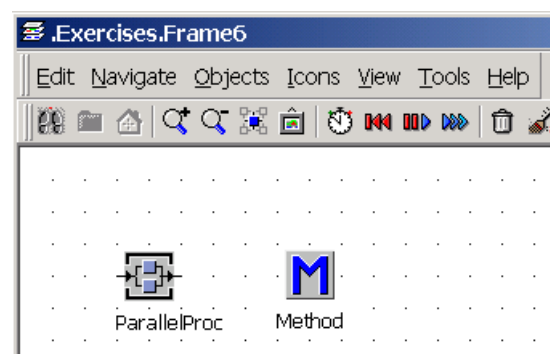 .Exercises.Frame6
Edit Navigate Objects Icons View Tools Help
M
ParallelProc Method